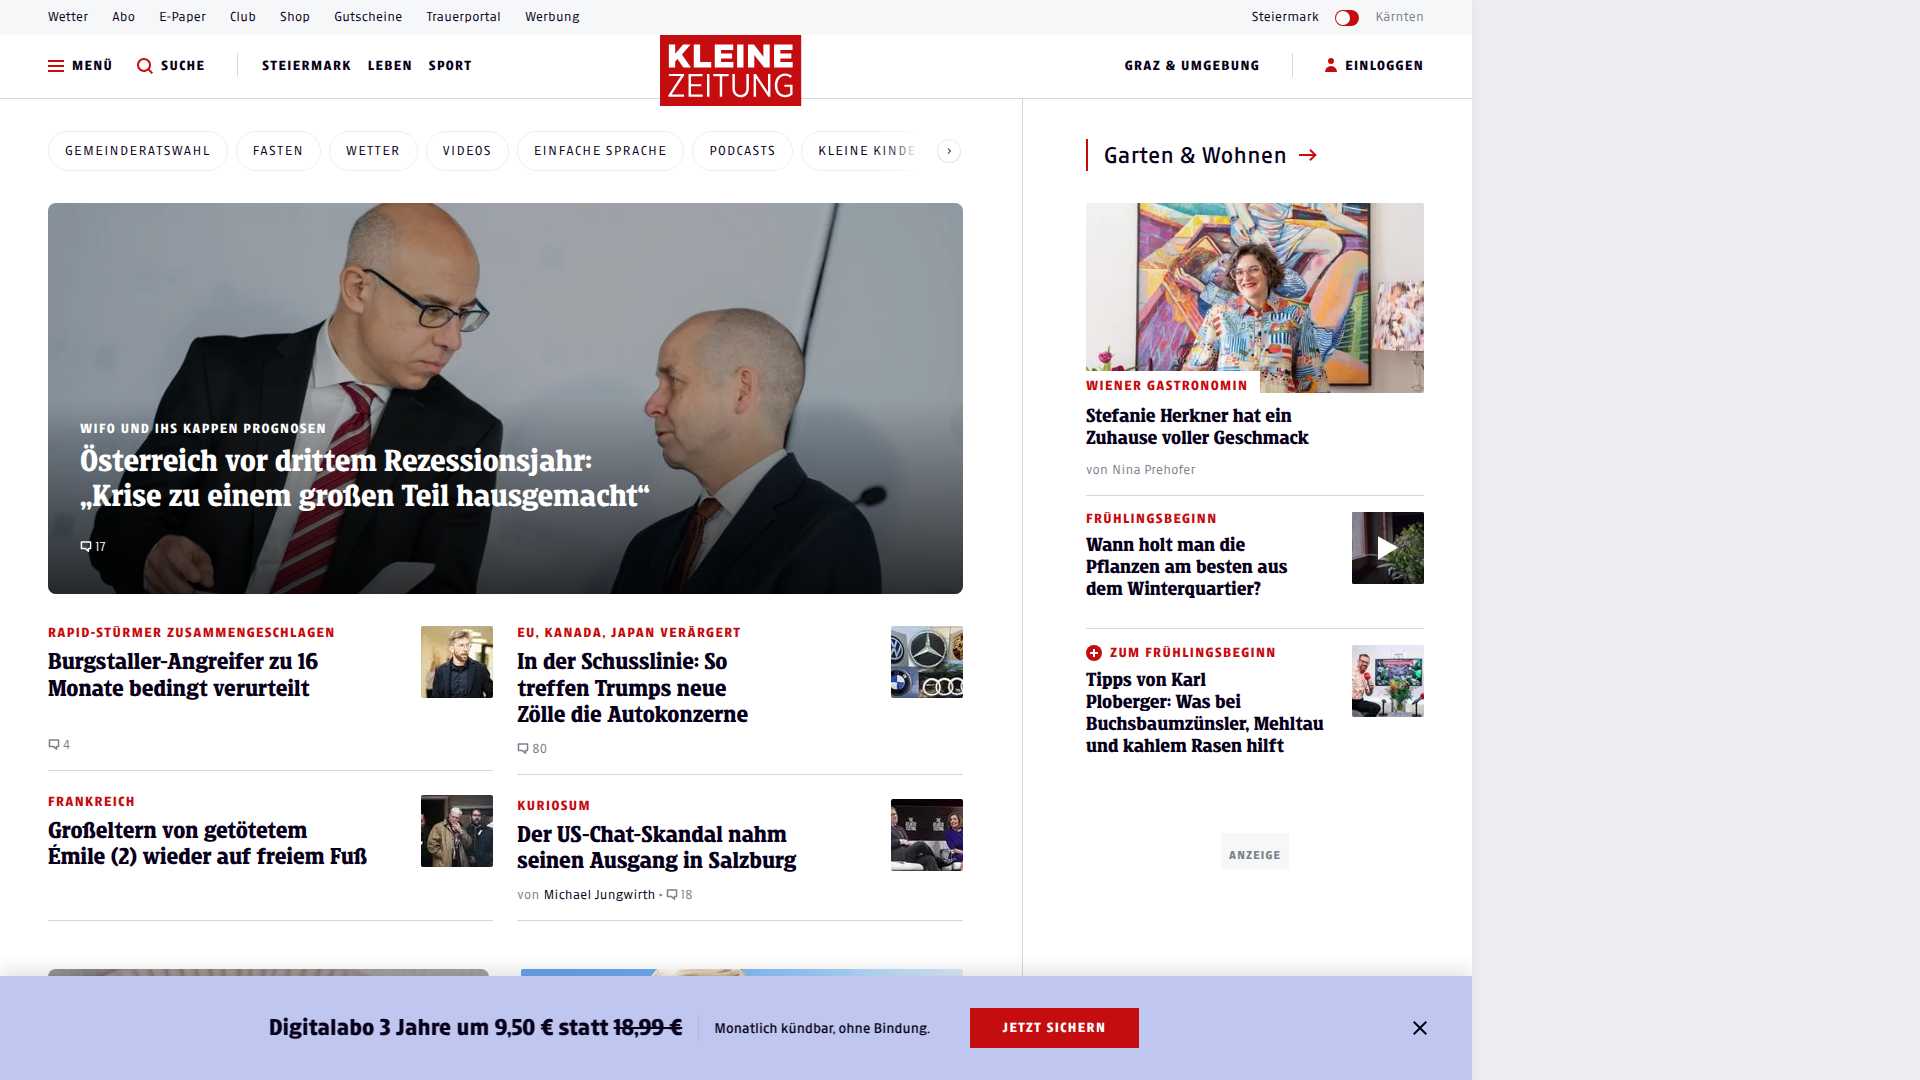 Wetter Abo E-Paper Club Shop Gutscheine Trauerportal Werbung Steiermark Kärnten
MENÜ SUCHE STEIERMARK LEBEN SPORT KLEINE ZEITUNG GRAZ & UMGEBUNG EINLOGGEN
GEMEINDERATSWAHL FASTEN WETTER VIDEOS EINFACHE SPRACHE PODCASTS KLEINE KINDE
WIFO UND IHS KAPPEN PROGNOSEN
Österreich vor drittem Rezessionsjahr:
„Krise zu einem großen Teil hausgemacht“
17
RAPID-STÜRMER ZUSAMMENGESCHLAGEN
Burgstaller-Angreifer zu 16
Monate bedingt verurteilt
4
EU, KANADA, JAPAN VERÄRGERT
In der Schusslinie: So
treffen Trumps neue
Zölle die Autokonzerne
80
FRANKREICH
Großeltern von getötetem
Émile (2) wieder auf freiem Fuß
KURIOSUM
Der US-Chat-Skandal nahm
seinen Ausgang in Salzburg
von Michael Jungwirth • 18
Garten & Wohnen
WIENER GASTRONOMIN
Stefanie Herkner hat ein
Zuhause voller Geschmack
von Nina Prehofer
FRÜHLINGSBEGINN
Wann holt man die
Pflanzen am besten aus
dem Winterquartier?
ZUM FRÜHLINGSBEGINN
Tipps von Karl
Ploberger: Was bei
Buchsbaumzünsler, Mehltau
und kahlem Rasen hilft
ANZEIGE
Digitalabo 3 Jahre um 9,50 € statt 18,99 € Monatlich kündbar, ohne Bindung. JETZT SICHERN